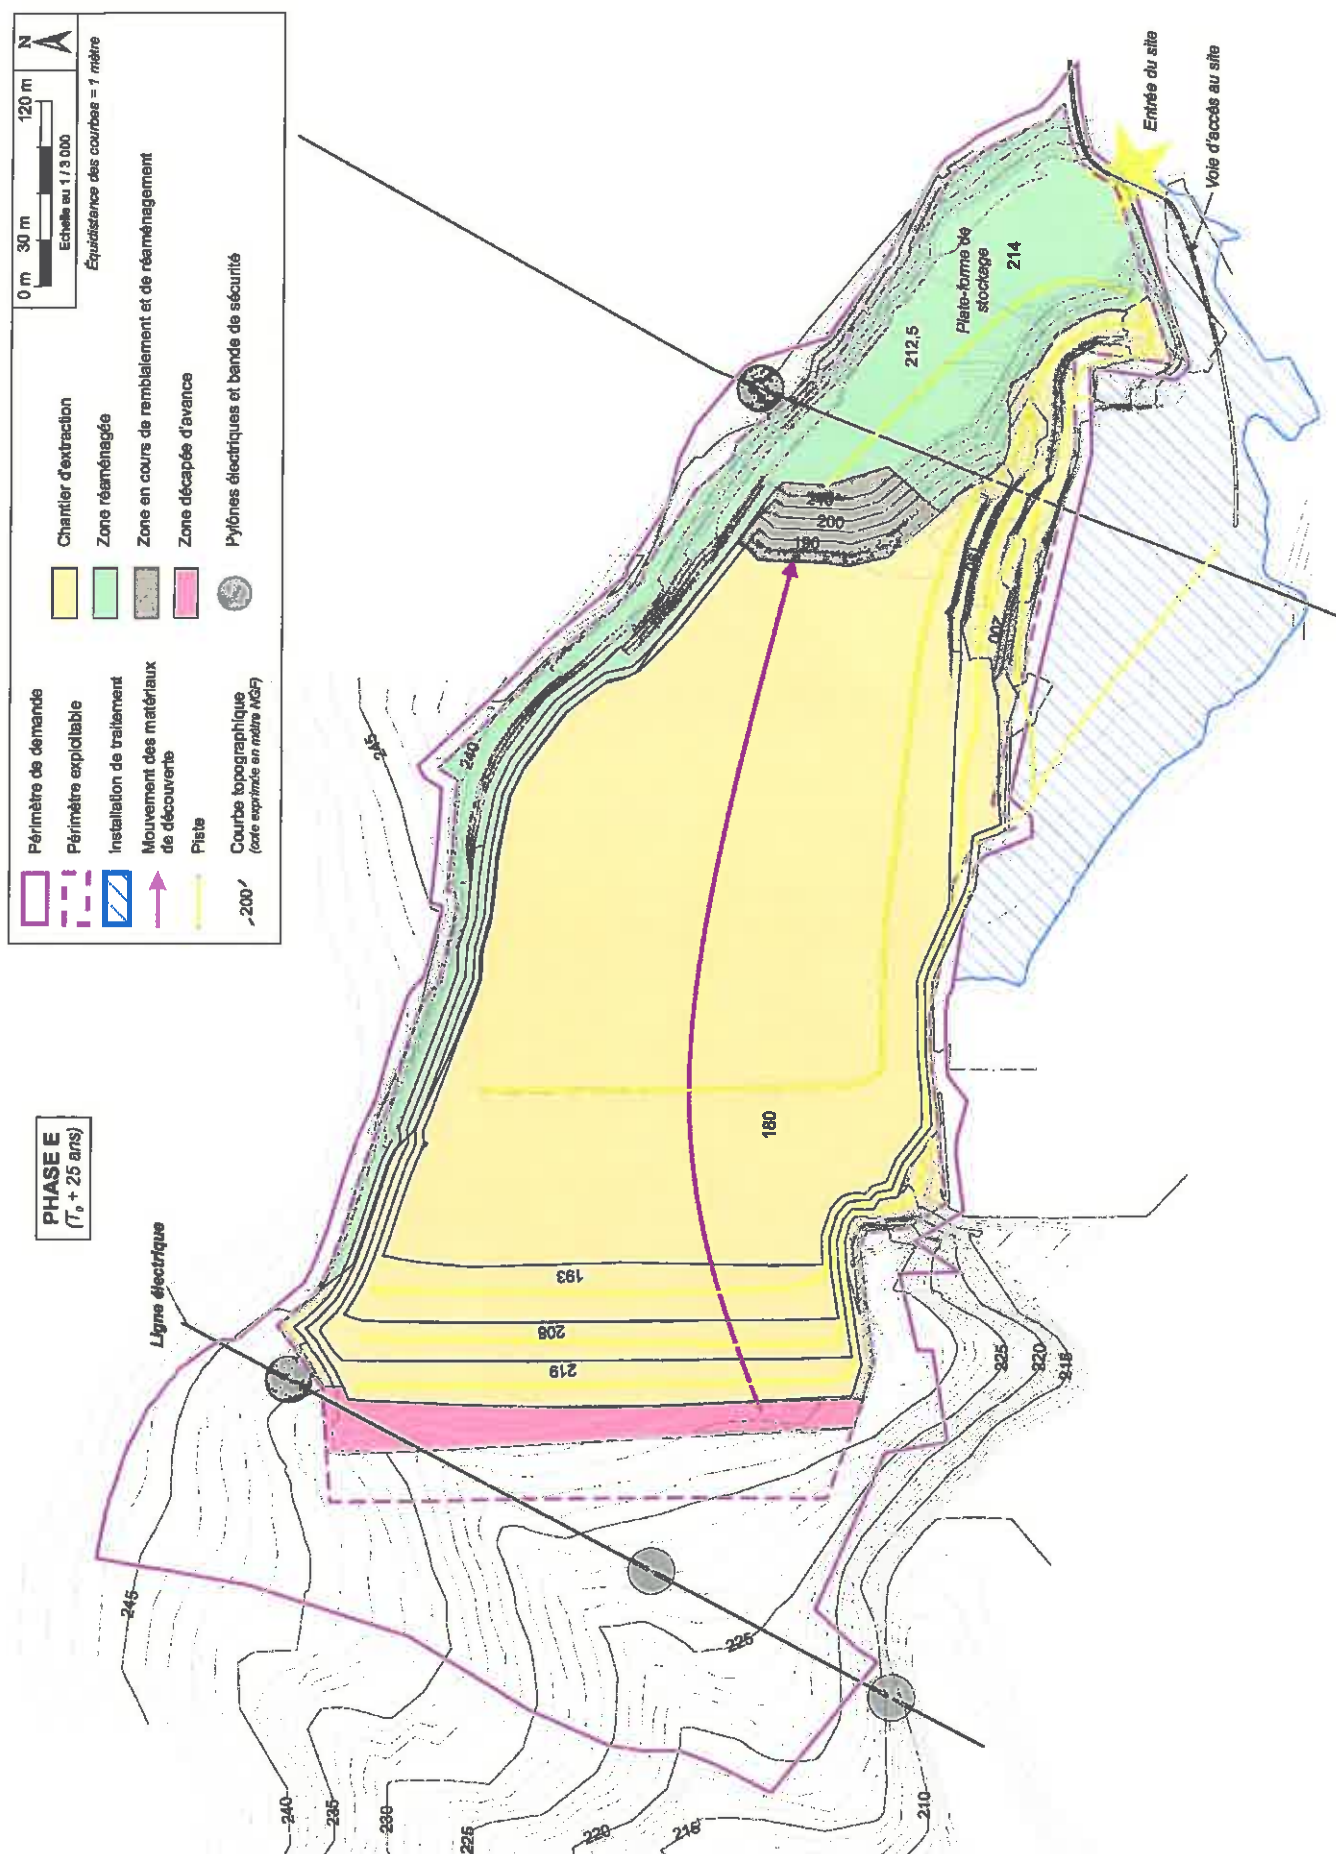 PHASE E
(T₀ + 25 ans)
Périmètre de demande
Périmètre exploitable
Installation de traitement
Mouvement des matériaux
de découverte
Piste
200
Courbe topographique
(cote exprimée en mètre NGF)
Chantier d'extraction
Zone réaménagée
Zone en cours de remblaiement et de réaménagement
Zone décapée d'avance
Pylônes électriques et bande de sécurité
0 m 30 m 120 m
N
Echelle au 1 / 3 000
Équidistance des courbes = 1 mètre
Ligne électrique
245
240
245
240
235
230
225
220
215
225
210
225
220
215
219
208
193
180
200
190
200
190
212,5
Plate-forme de
stockage
214
Entrée du site
Voie d'accès au site